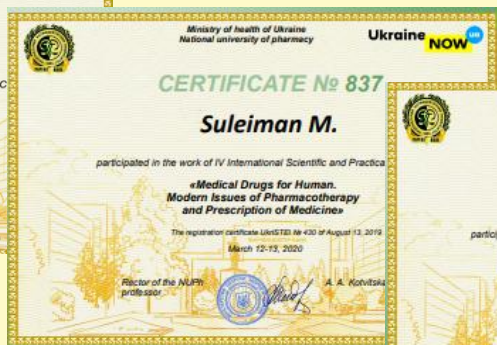 Ministry of health of Ukraine
National university of pharmacy
Ukraine NOW UA
CERTIFICATE № 837
Suleiman M.
participated in the work of IV International Scientific and Practica
«Medical Drugs for Human.
Modern Issues of Pharmacotherapy
and Prescription of Medicine»
The registration certificate UkrISTEI № 430 of August 13, 2019
March 12-13, 2020
Rector of the NUPh
professor
A. A. Kotvitska
c
partici